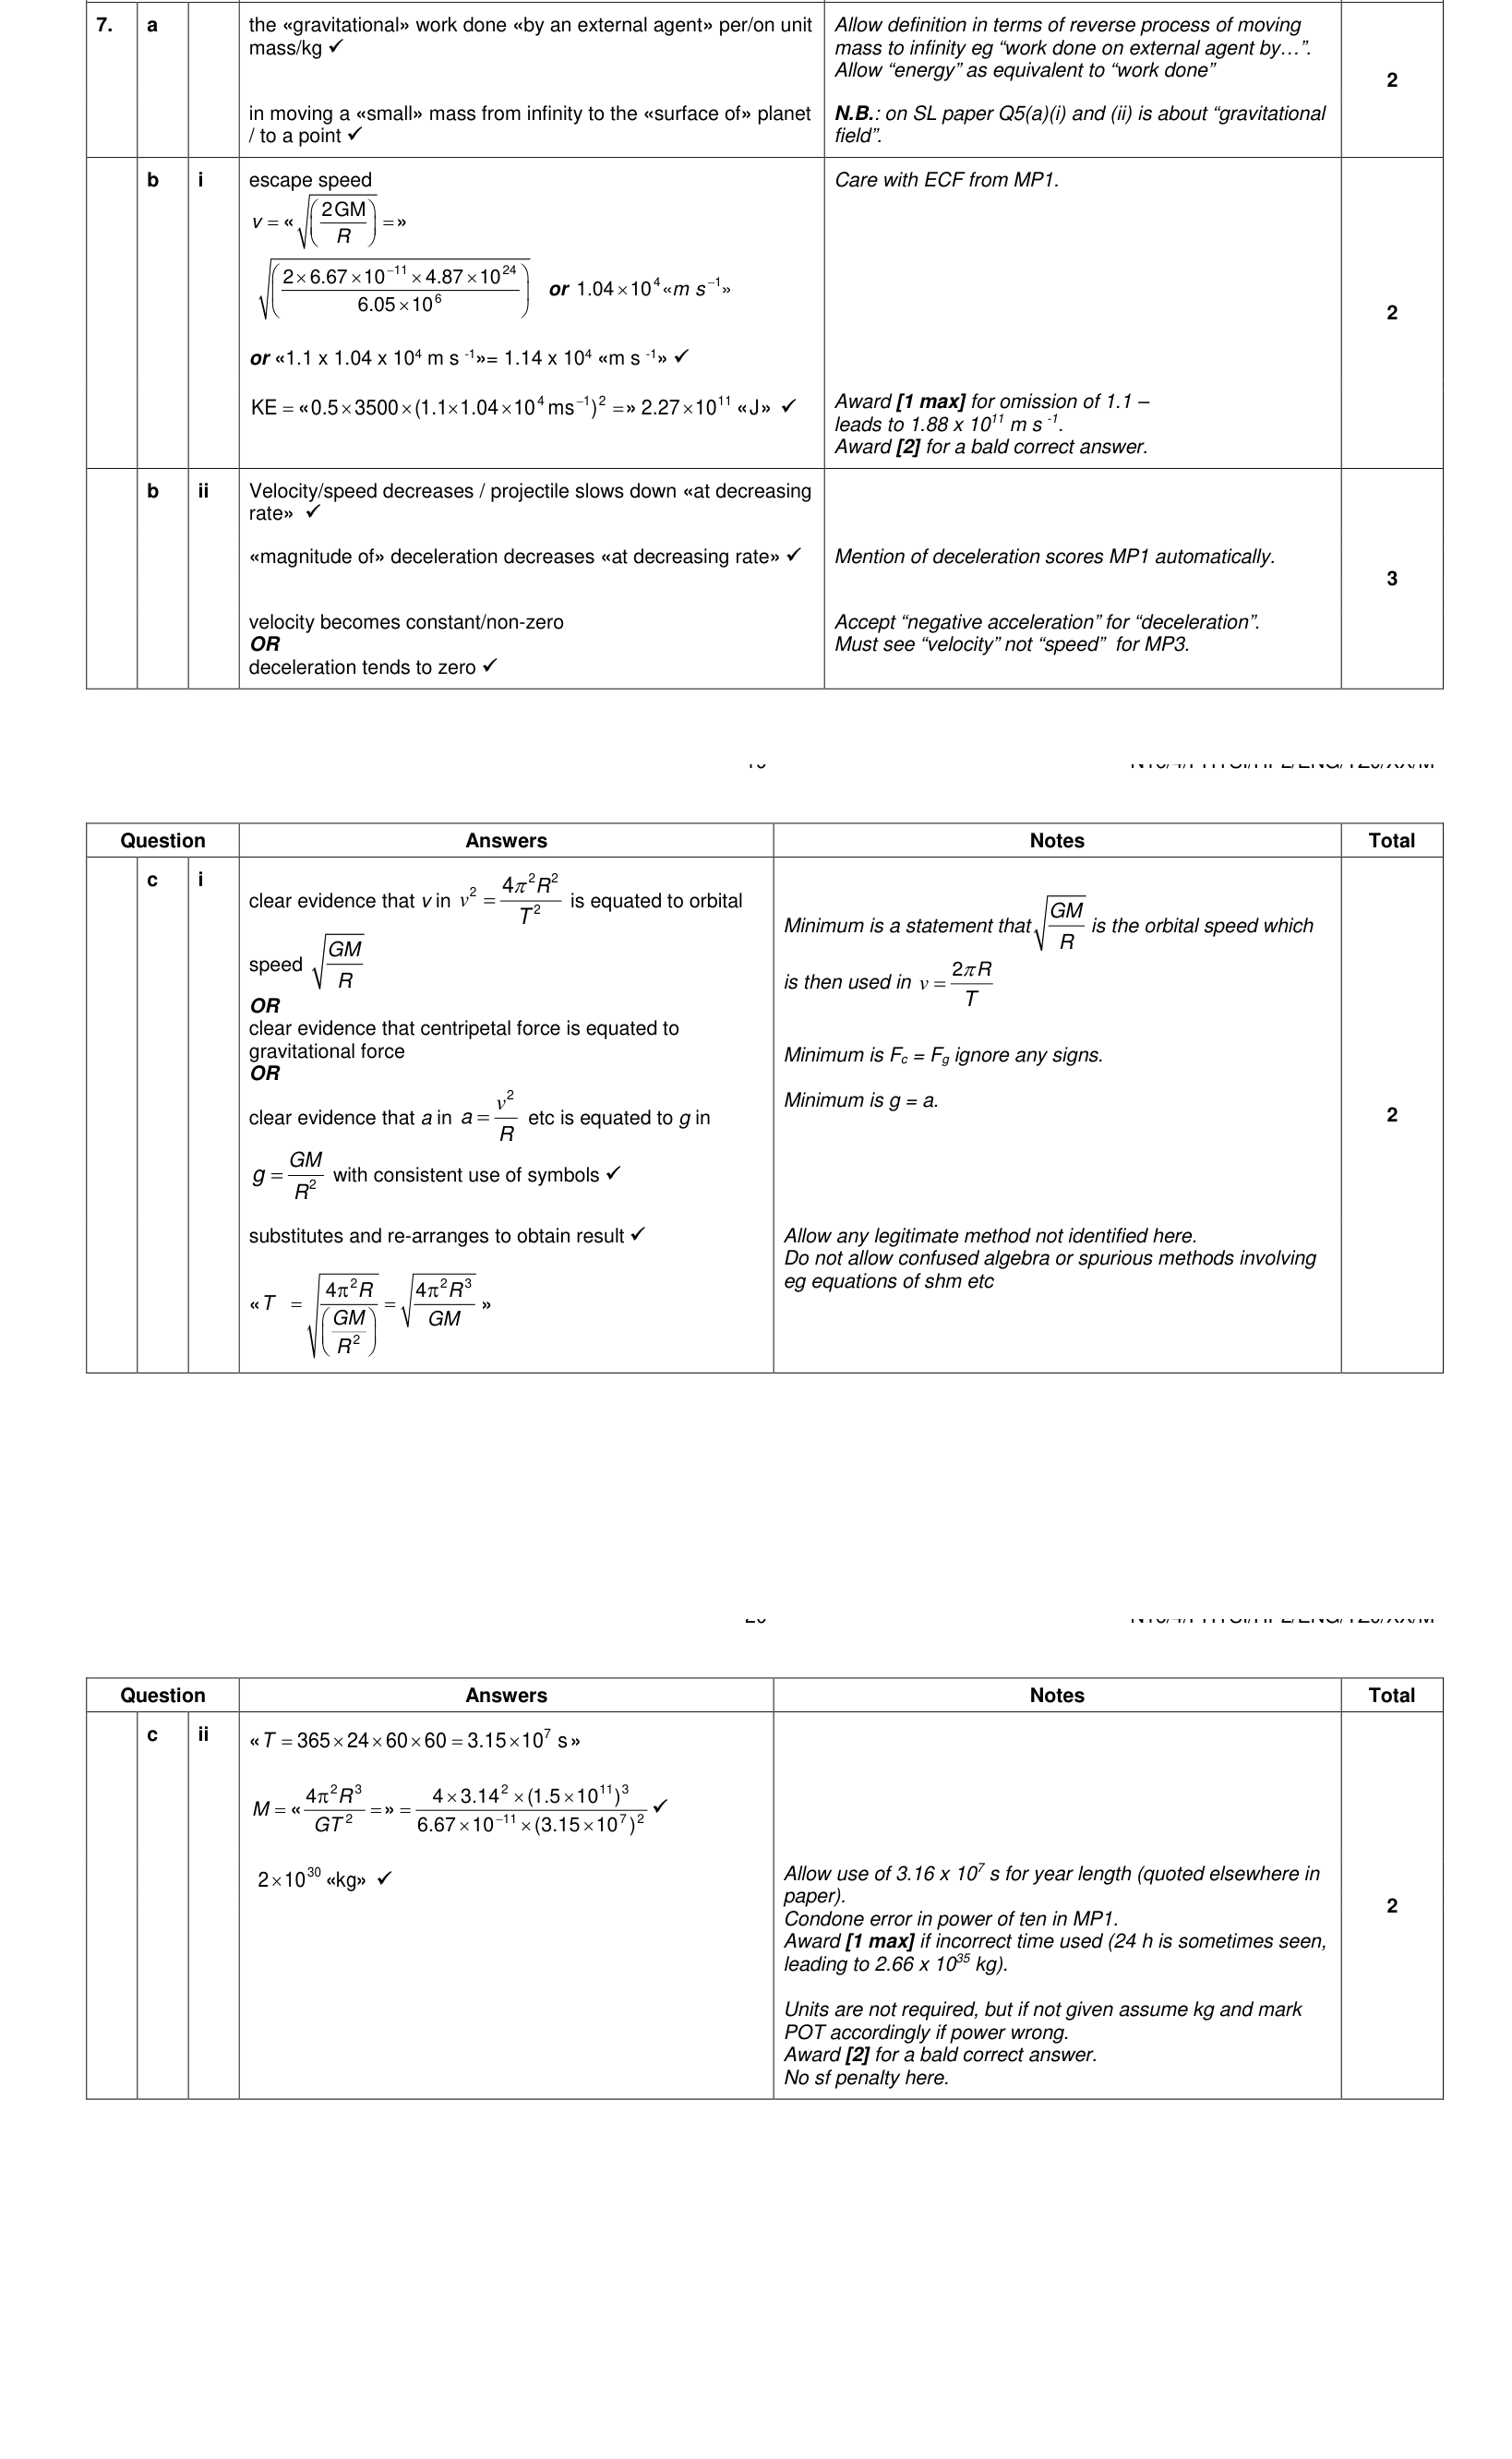 7. a the «gravitational» work done «by an external agent» per/on unit
mass/kg ✓
in moving a «small» mass from infinity to the «surface of» planet
/ to a point ✓
Allow definition in terms of reverse process of moving
mass to infinity eg “work done on external agent by…”.
Allow “energy” as equivalent to “work done”
N.B.: on SL paper Q5(a)(i) and (ii) is about “gravitational
field”.
2
b i escape speed
v = «√(2GM/R) =»
√((2×6.67×10⁻¹¹×4.87×10²⁴)/(6.05×10⁶)) or 1.04×10⁴«m s⁻¹»
or «1.1 x 1.04 x 10⁴ m s ⁻¹»= 1.14 x 10⁴ «m s ⁻¹» ✓
KE = «0.5×3500×(1.1×1.04×10⁴ ms⁻¹)² =» 2.27×10¹¹ «J» ✓
Care with ECF from MP1.
Award [1 max] for omission of 1.1 –
leads to 1.88 x 10¹¹ m s ⁻¹.
Award [2] for a bald correct answer.
2
b ii Velocity/speed decreases / projectile slows down «at decreasing
rate» ✓
«magnitude of» deceleration decreases «at decreasing rate» ✓
velocity becomes constant/non-zero
OR
deceleration tends to zero ✓
Mention of deceleration scores MP1 automatically.
Accept “negative acceleration” for “deceleration”.
Must see “velocity” not “speed” for MP3.
3
Question Answers Notes Total
c i clear evidence that v in v² = 4π²R²/T² is equated to orbital
speed √(GM/R)
OR
clear evidence that centripetal force is equated to
gravitational force
OR
clear evidence that a in a = v²/R etc is equated to g in
g = GM/R² with consistent use of symbols ✓
substitutes and re-arranges to obtain result ✓
«T = √(4π²R/(GM/R²)) = √(4π²R³/GM) »
Minimum is a statement that √(GM/R) is the orbital speed which
is then used in v = 2πR/T
Minimum is Fc = Fg ignore any signs.
Minimum is g = a.
Allow any legitimate method not identified here.
Do not allow confused algebra or spurious methods involving
eg equations of shm etc
2
Question Answers Notes Total
c ii «T = 365×24×60×60 = 3.15×10⁷ s»
M = «4π²R³/GT² =» = (4×3.14²×(1.5×10¹¹)³)/(6.67×10⁻¹¹×(3.15×10⁷)²) ✓
2×10³⁰ «kg» ✓
Allow use of 3.16 x 10⁷ s for year length (quoted elsewhere in
paper).
Condone error in power of ten in MP1.
Award [1 max] if incorrect time used (24 h is sometimes seen,
leading to 2.66 x 10³⁵ kg).
Units are not required, but if not given assume kg and mark
POT accordingly if power wrong.
Award [2] for a bald correct answer.
No sf penalty here.
2